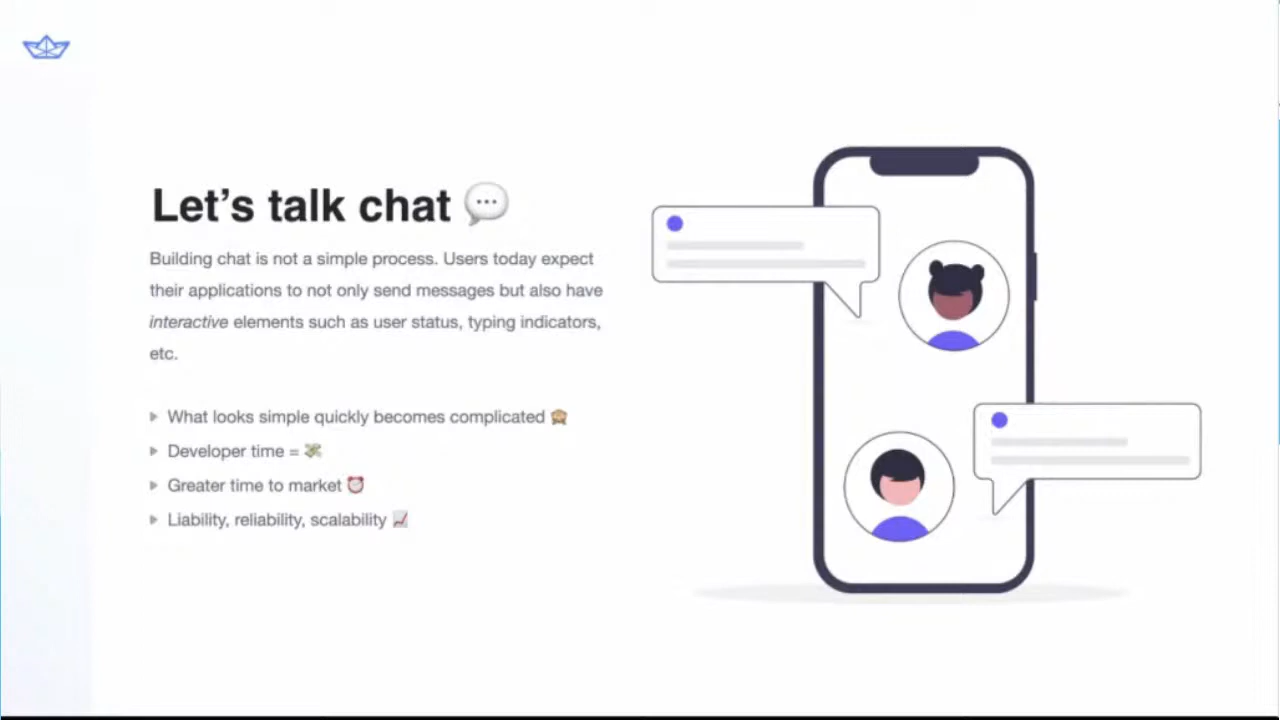 Let's talk chat 💬
Building chat is not a simple process. Users today expect
their applications to not only send messages but also have
interactive elements such as user status, typing indicators,
etc.
What looks simple quickly becomes complicated 🙈
Developer time = 💸
Greater time to market ⏰
Liability, reliability, scalability 📈